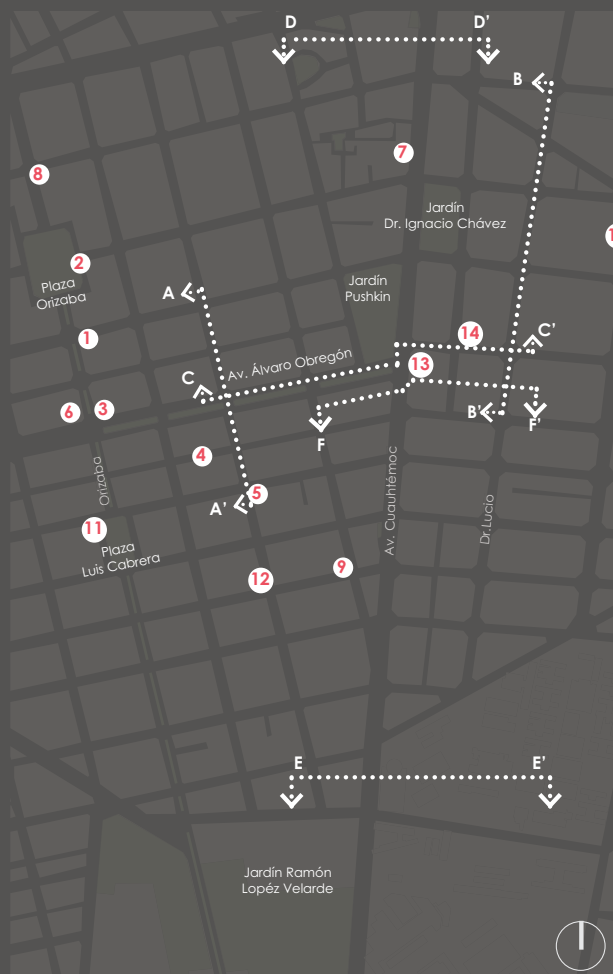 D
D’
B
7
8
Jardín
Dr. Ignacio Chávez
1
2
Plaza
Orizaba
Jardín
Pushkin
A
1
14
C’
Av. Álvaro Obregón
13
C
6
3
B’
F
F’
4
Orizaba
5
A’
Av. Cuauhtémoc
Dr.Lucio
11
Plaza
Luis Cabrera
12
9
E
E’
Jardín Ramón
Lopéz Velarde